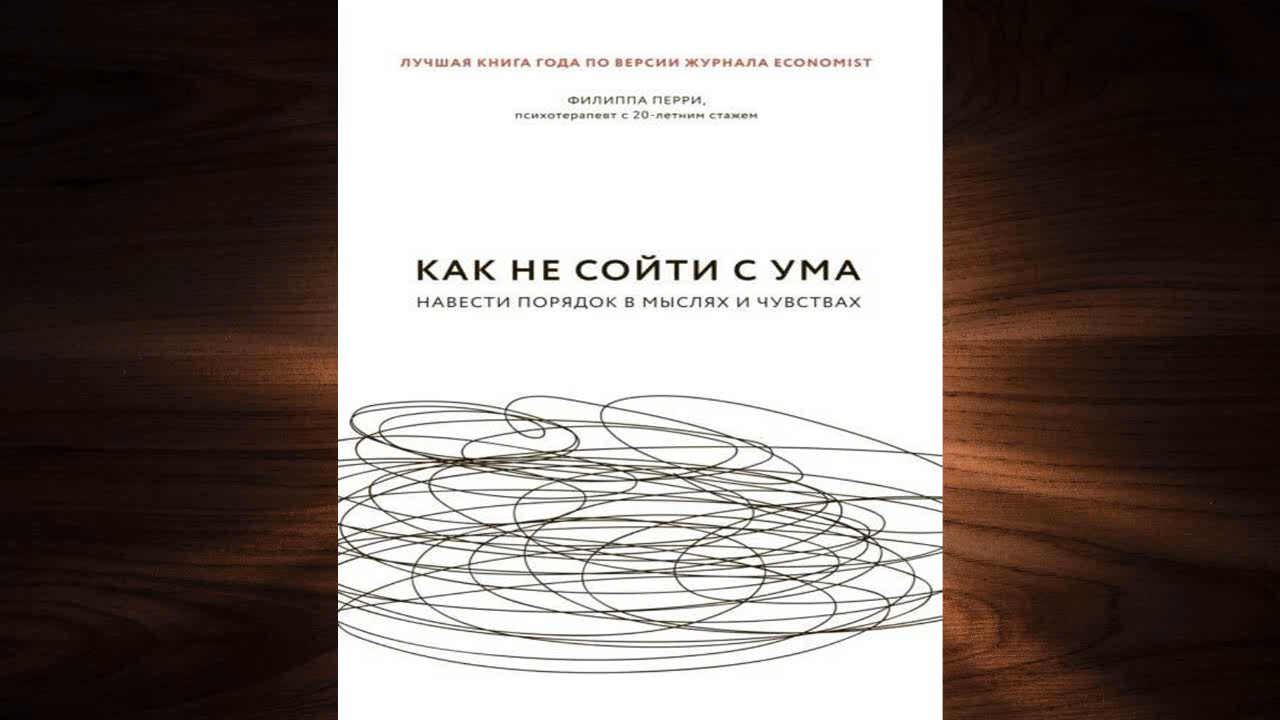 ЛУЧШАЯ КНИГА ГОДА ПО ВЕРСИИ ЖУРНАЛА ECONOMIST
ФИЛИППА ПЕРРИ,
психотерапевт с 20-летним стажем
КАК НЕ СОЙТИ С УМА
НАВЕСТИ ПОРЯДОК В МЫСЛЯХ И ЧУВСТВАХ